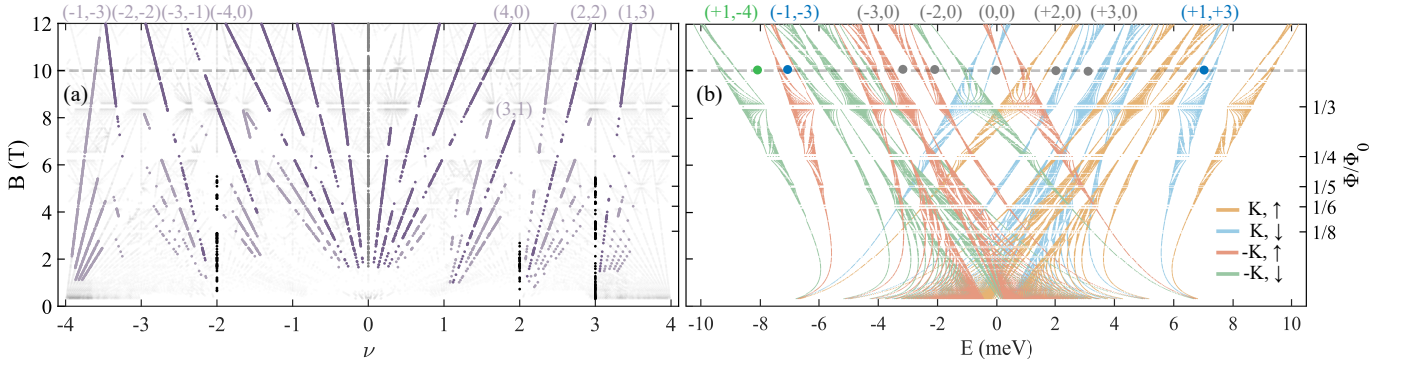 (-1,-3) (-2,-2) (-3,-1) (-4,0) (4,0) (2,2) (1,3)
12
10
8
6
4
2
0
B (T)
(a)
(3,1)
-4 -3 -2 -1 0 1 2 3 4
ν
(+1,-4) (-1,-3) (-3,0) (-2,0) (0,0) (+2,0) (+3,0) (+1,+3)
(b)
1/3
1/4
1/5
1/6
1/8
Φ/Φ0
K, ↑
K, ↓
-K, ↑
-K, ↓
-10 -8 -6 -4 -2 0 2 4 6 8 10
E (meV)